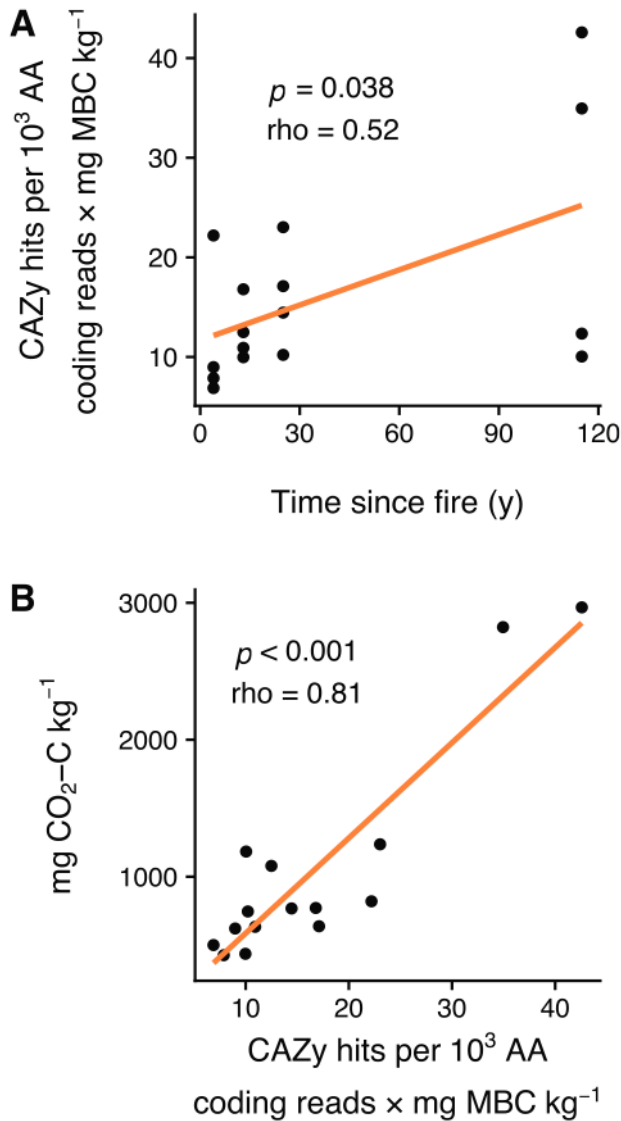 A
CAZy hits per 10³ AA
coding reads × mg MBC kg⁻¹
p = 0.038
rho = 0.52
40
30
20
10
0 30 60 90 120
Time since fire (y)
B
mg CO₂–C kg⁻¹
p < 0.001
rho = 0.81
3000
2000
1000
10 20 30 40
CAZy hits per 10³ AA
coding reads × mg MBC kg⁻¹